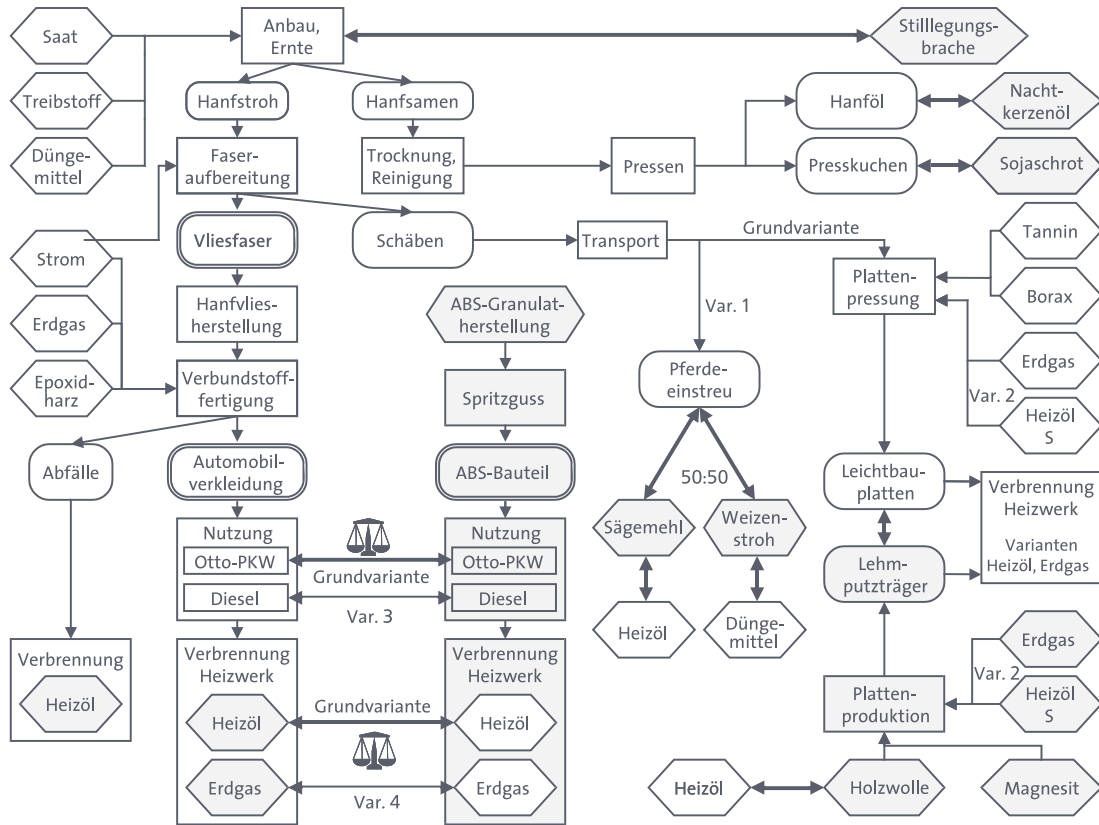 Saat
Anbau,
Ernte
Stilllegungs-
brache
Treibstoff
Hanfstroh
Hanfsamen
Hanföl
Nacht-
kerzenöl
Dünge-
mittel
Faser-
aufbereitung
Trocknung,
Reinigung
Pressen
Presskuchen
Sojaschrot
Strom
Vliesfaser
Schäben
Transport
Grundvariante
Tannin
Platten-
pressung
Borax
Erdgas
Hanfvlies-
herstellung
ABS-Granulat-
herstellung
Var. 1
Erdgas
Epoxid-
harz
Verbundstoff-
fertigung
Spritzguss
Pferde-
einstreu
Var. 2
Heizöl
S
Abfälle
Automobil-
verkleidung
ABS-Bauteil
50:50
Leichtbau-
platten
Verbrennung
Heizwerk
Varianten
Heizöl, Erdgas
Nutzung
Otto-PKW
Diesel
Grundvariante
Var. 3
Nutzung
Otto-PKW
Diesel
Sägemehl
Weizen-
stroh
Lehm-
putzträger
Heizöl
Dünge-
mittel
Verbrennung
Heizöl
Verbrennung
Heizwerk
Heizöl
Erdgas
Grundvariante
Var. 4
Verbrennung
Heizwerk
Heizöl
Erdgas
Erdgas
Var. 2
Heizöl
S
Platten-
produktion
Heizöl
Holzwolle
Magnesit